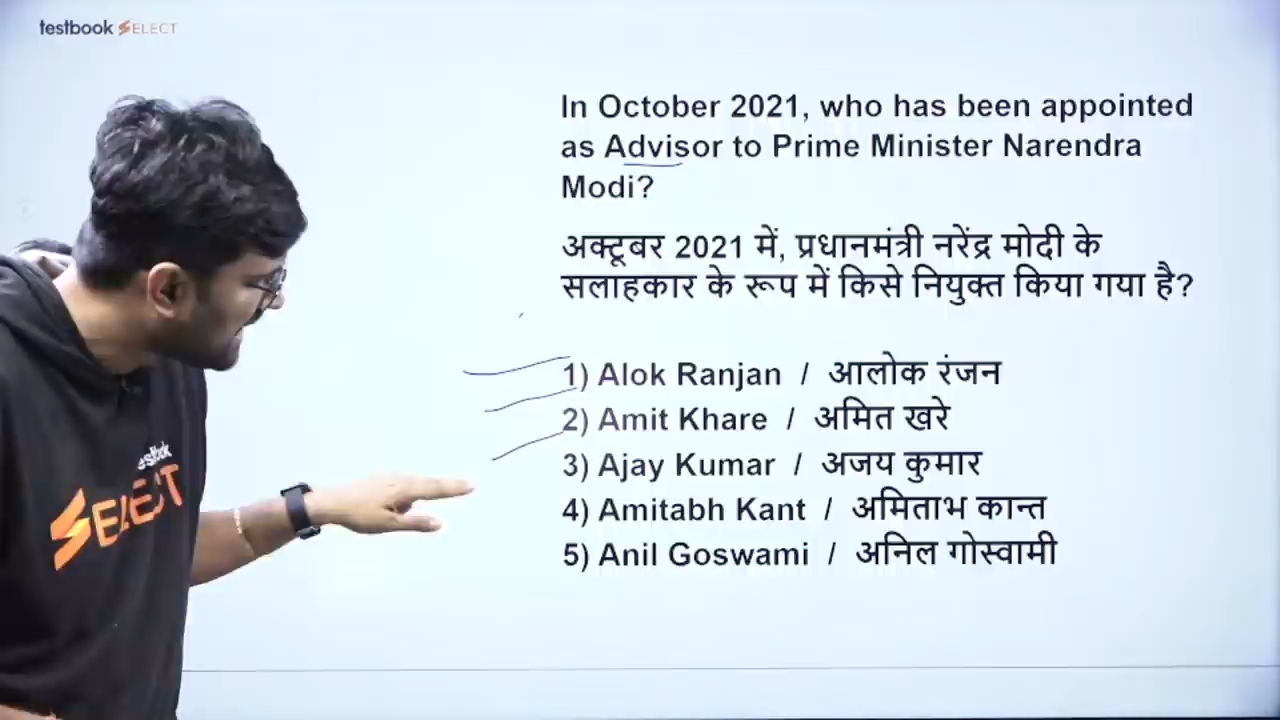 testbook SELECT
In October 2021, who has been appointed
as Advisor to Prime Minister Narendra
Modi?
अक्टूबर 2021 में, प्रधानमंत्री नरेंद्र मोदी के
सलाहकार के रूप में किसे नियुक्त किया गया है?
1) Alok Ranjan / आलोक रंजन
2) Amit Khare / अमित खरे
3) Ajay Kumar / अजय कुमार
4) Amitabh Kant / अमिताभ कान्त
5) Anil Goswami / अनिल गोस्वामी
testbook
SELECT